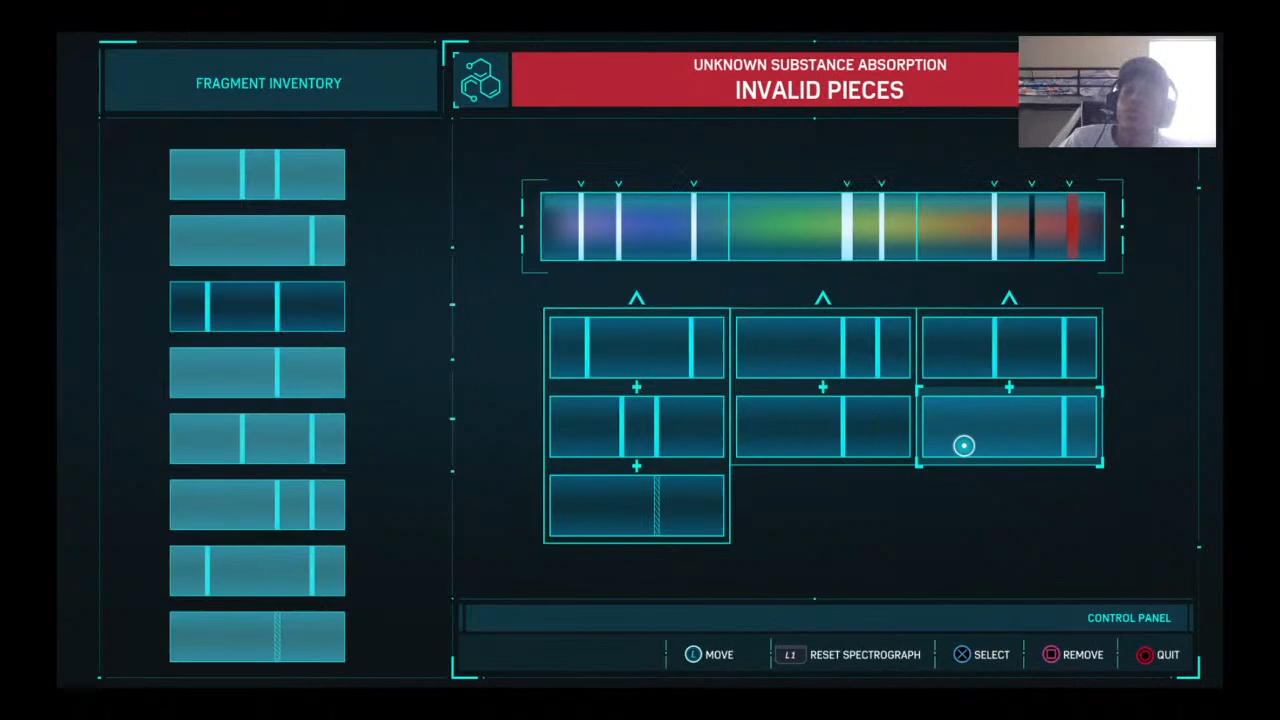 FRAGMENT INVENTORY
UNKNOWN SUBSTANCE ABSORPTION
INVALID PIECES
CONTROL PANEL
L MOVE
L1 RESET SPECTROGRAPH
SELECT
REMOVE
QUIT